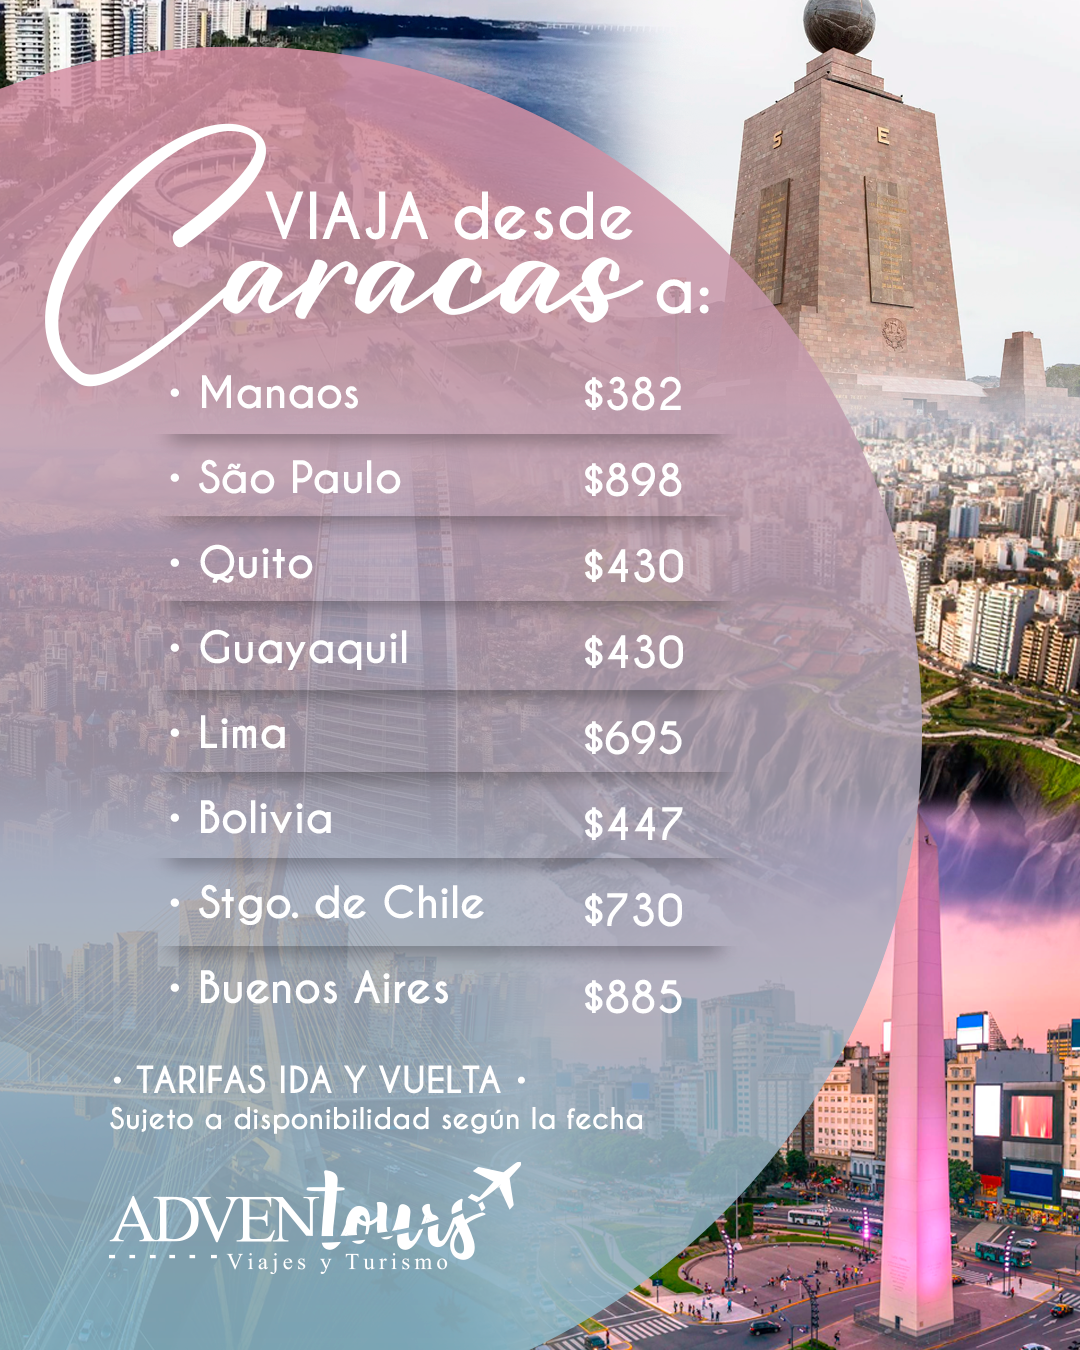 VIAJA desde
Caracas a:
· Manaos $382
· São Paulo $898
· Quito $430
· Guayaquil $430
· Lima $695
· Bolivia $447
· Stgo. de Chile $730
· Buenos Aires $885
· TARIFAS IDA Y VUELTA ·
Sujeto a disponibilidad según la fecha
ADVENtours
Viajes y Turismo
S E